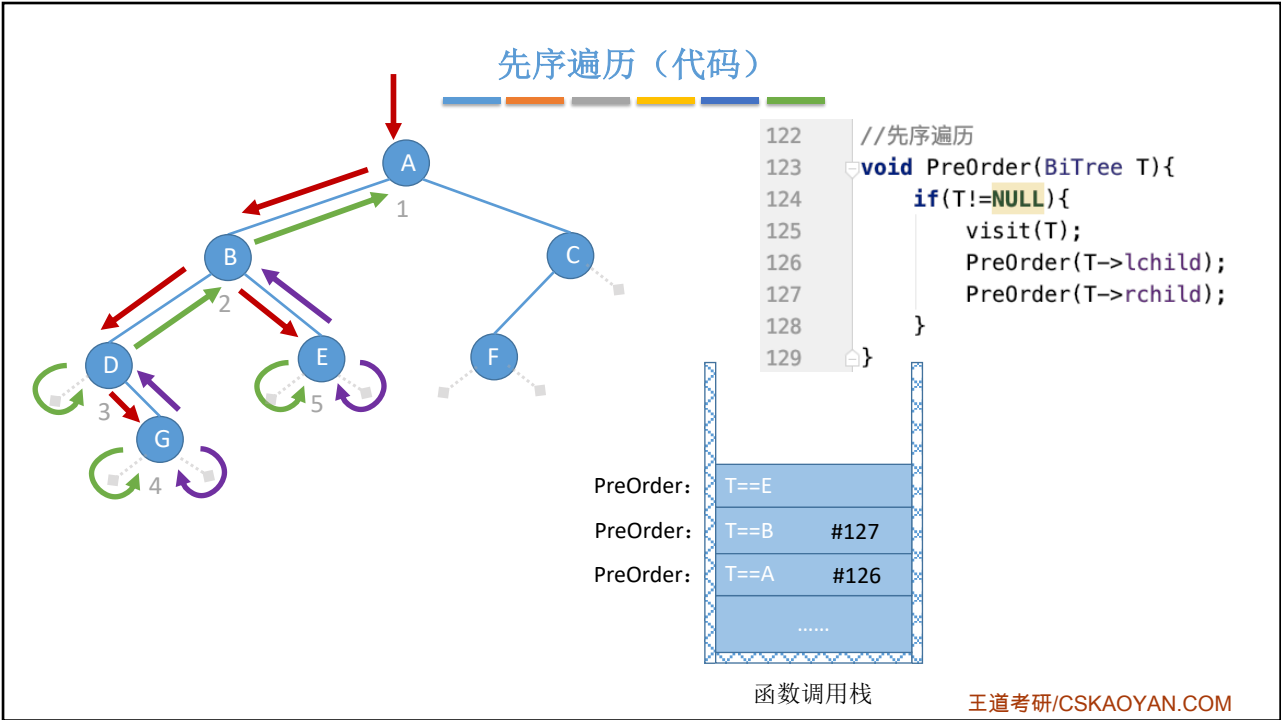 先序遍历（代码）
A
1
B
C
2
D
E
F
3
5
G
4
122 //先序遍历
123 void PreOrder(BiTree T){
124 if(T!=NULL){
125 visit(T);
126 PreOrder(T->lchild);
127 PreOrder(T->rchild);
128 }
129 }
PreOrder： T==E
PreOrder： T==B #127
PreOrder： T==A #126
……
函数调用栈
王道考研/CSKAOYAN.COM